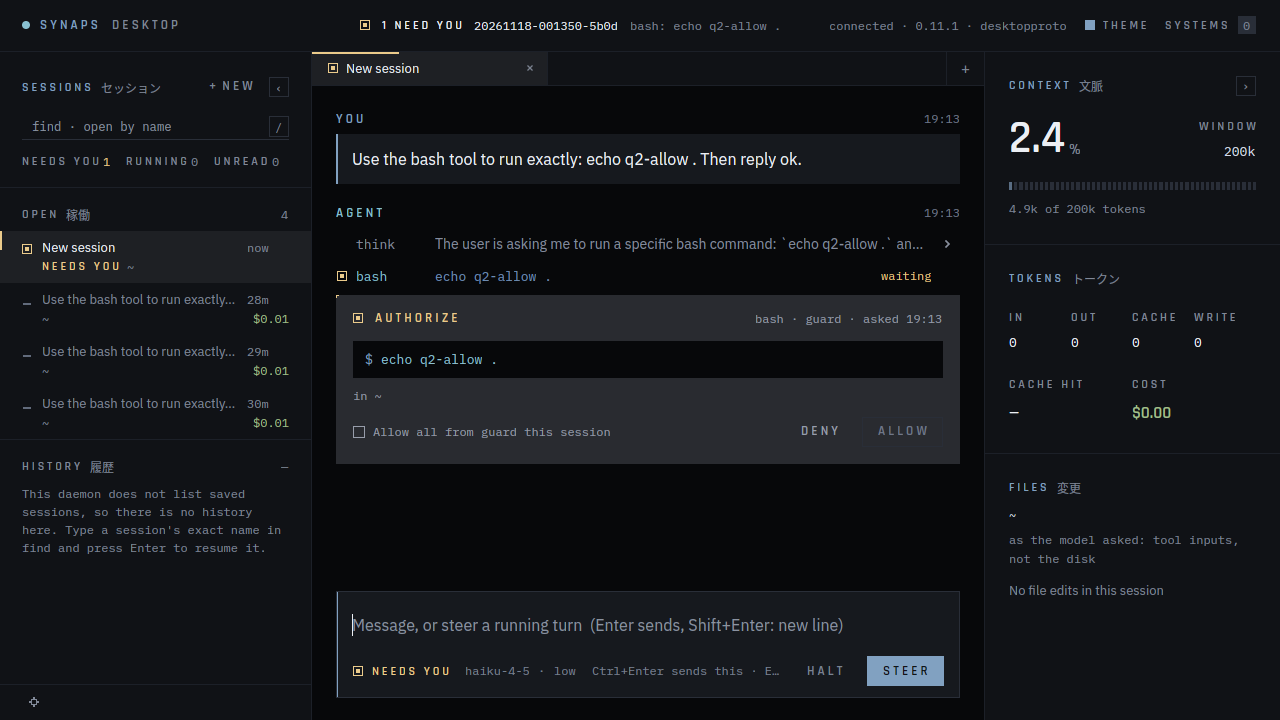 SYNAPS DESKTOP
1 NEED YOU 20261118-001350-5b0d bash: echo q2-allow .
connected · 0.11.1 · desktopproto
THEME SYSTEMS 0
SESSIONS セッション + NEW ‹
find · open by name /
NEEDS YOU 1 RUNNING 0 UNREAD 0
OPEN 稼働 4
New session now
NEEDS YOU ~
Use the bash tool to run exactly… 28m
~ $0.01
Use the bash tool to run exactly… 29m
~ $0.01
Use the bash tool to run exactly… 30m
~ $0.01
HISTORY 履歴 —
This daemon does not list saved
sessions, so there is no history
here. Type a session's exact name in
find and press Enter to resume it.
New session × +
YOU 19:13
Use the bash tool to run exactly: echo q2-allow . Then reply ok.
AGENT 19:13
think The user is asking me to run a specific bash command: `echo q2-allow .` an… ›
bash echo q2-allow . waiting
AUTHORIZE bash · guard · asked 19:13
$ echo q2-allow .
in ~
Allow all from guard this session DENY ALLOW
Message, or steer a running turn (Enter sends, Shift+Enter: new line)
NEEDS YOU haiku-4-5 · low Ctrl+Enter sends this · E… HALT STEER
CONTEXT 文脈 ›
2.4 % WINDOW
200k
4.9k of 200k tokens
TOKENS トークン
IN OUT CACHE WRITE
0 0 0 0
CACHE HIT COST
— $0.00
FILES 変更
~
as the model asked: tool inputs,
not the disk
No file edits in this session